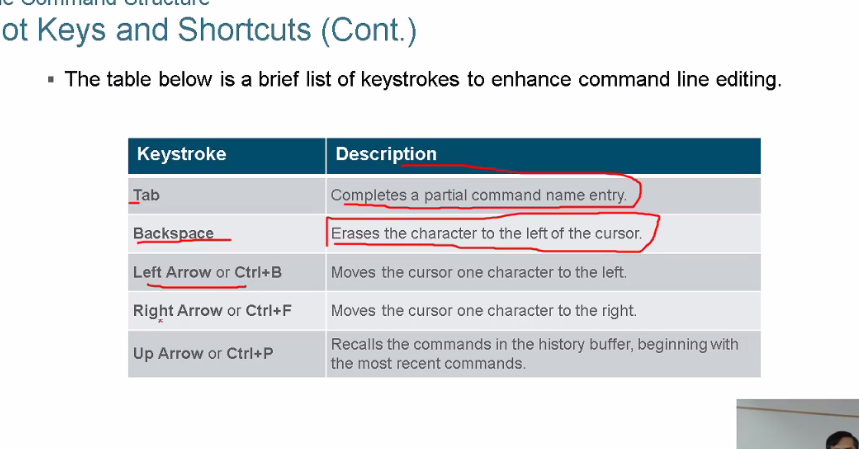 Command Structure
ot Keys and Shortcuts (Cont.)
▪ The table below is a brief list of keystrokes to enhance command line editing.
Keystroke Description
Tab Completes a partial command name entry.
Backspace Erases the character to the left of the cursor.
Left Arrow or Ctrl+B Moves the cursor one character to the left.
Right Arrow or Ctrl+F Moves the cursor one character to the right.
Up Arrow or Ctrl+P Recalls the commands in the history buffer, beginning with
the most recent commands.